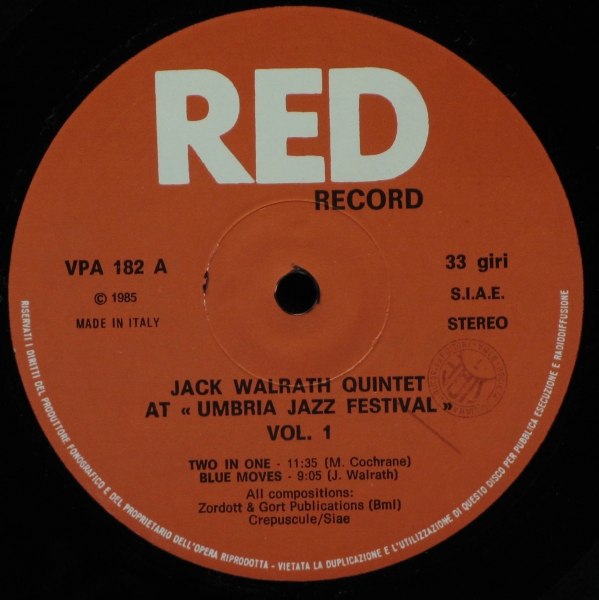 RED
RECORD
VPA 182 A
33 giri
© 1985
S.I.A.E.
MADE IN ITALY
STEREO
JACK WALRATH QUINTET
AT « UMBRIA JAZZ FESTIVAL »
VOL. 1
TWO IN ONE - 11:35 (M. Cochrane)
BLUE MOVES - 9:05 (J. Walrath)
All compositions:
Zordott & Gort Publications (BmI)
Crepuscule/Siae
RISERVATI I DIRITTI DEL PRODUTTORE FONOGRAFICO E DEL PROPRIETARIO DELL'OPERA RIPRODOTTA - VIETATA LA DUPLICAZIONE E L'UTILIZZAZIONE DI QUESTO DISCO PER PUBBLICA ESECUZIONE E RADIODIFFUSIONE